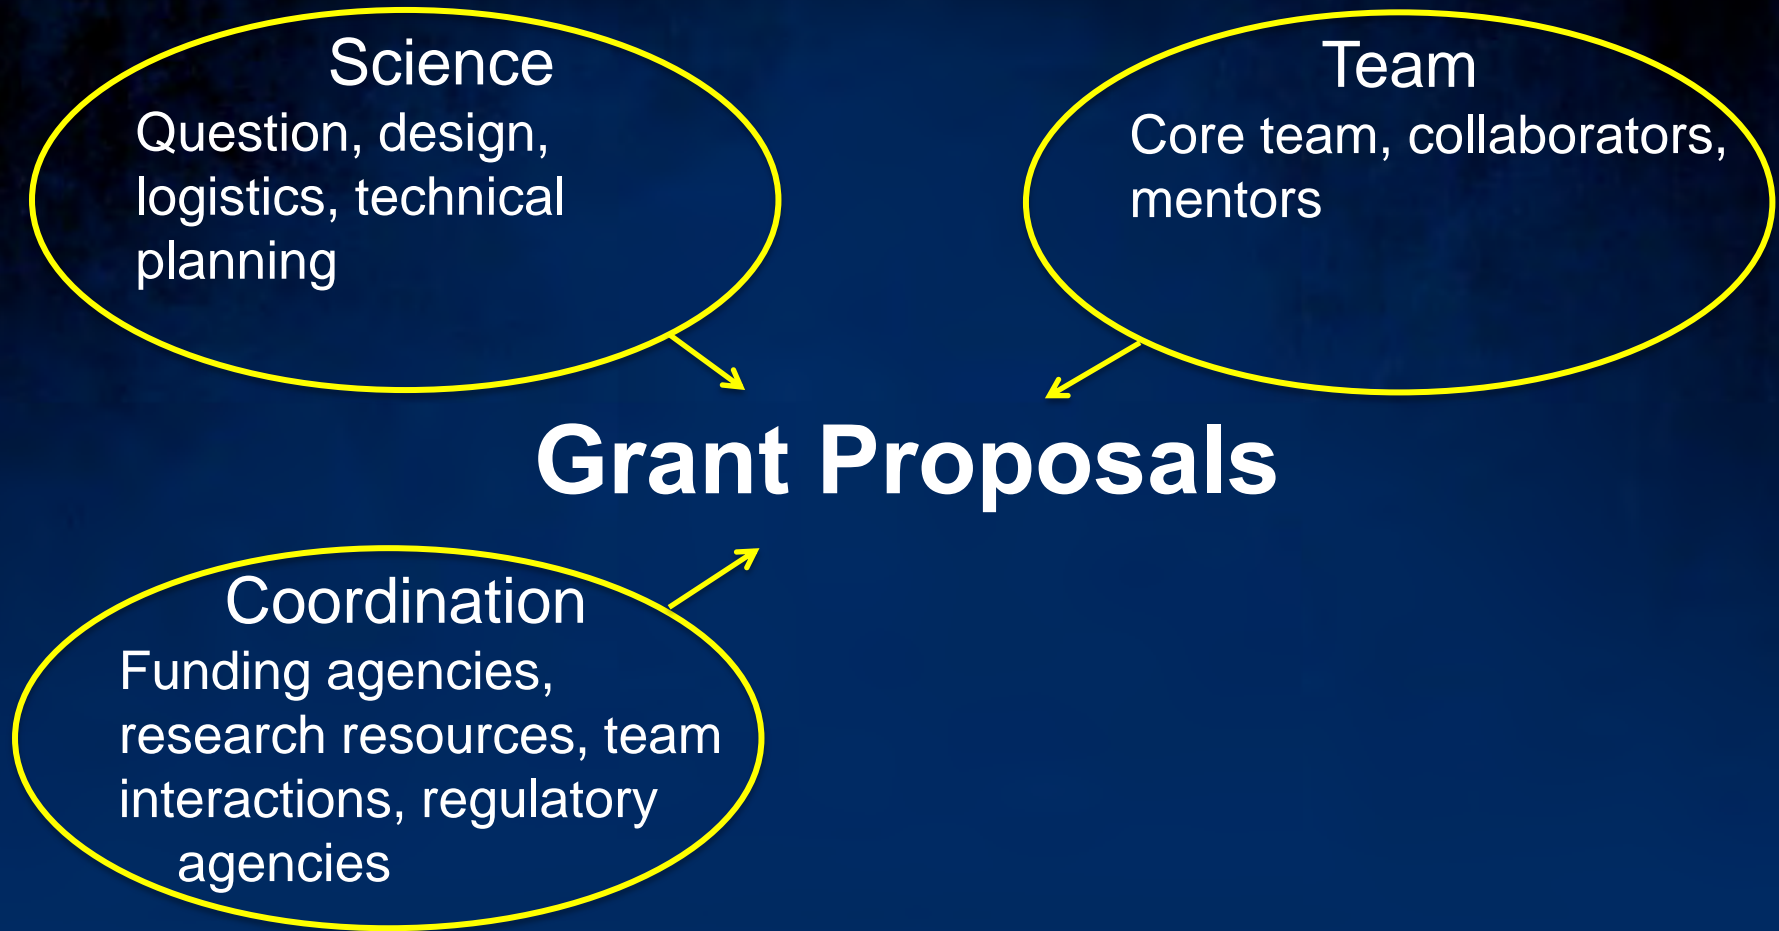 Science
Question, design,
logistics, technical
planning
Team
Core team, collaborators,
mentors
Grant Proposals
Coordination
Funding agencies,
research resources, team
interactions, regulatory
agencies